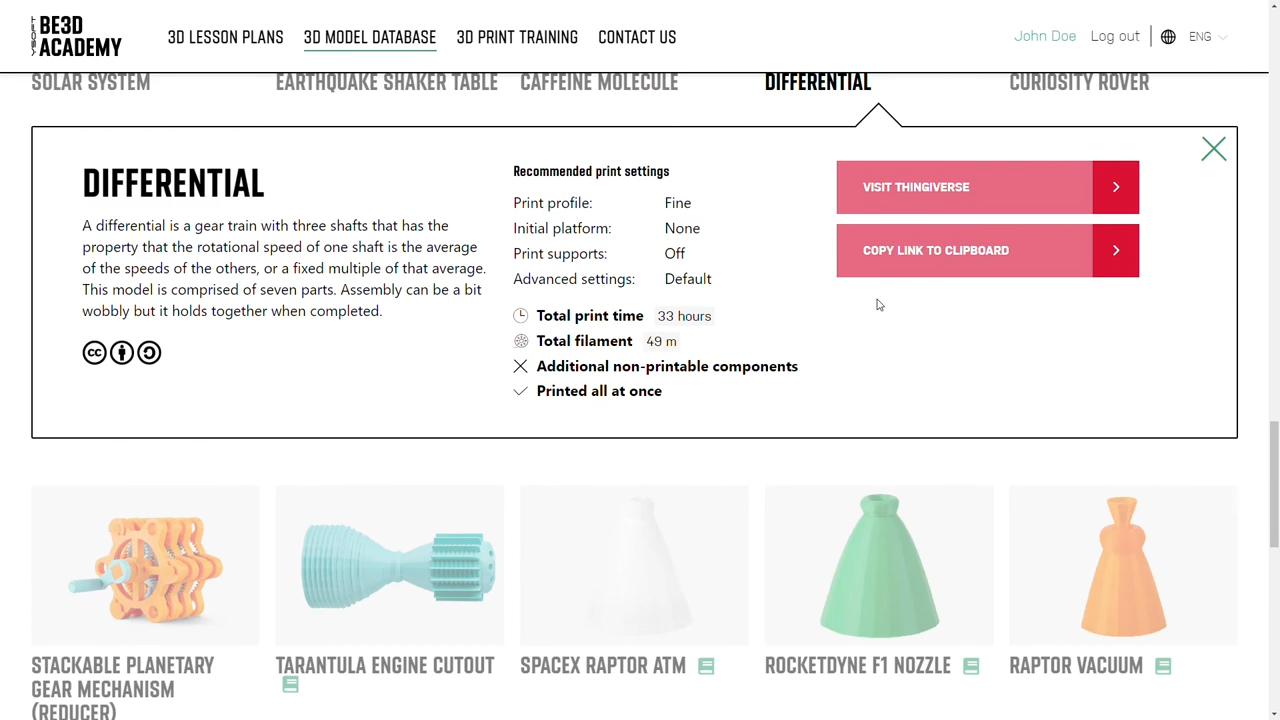 YSOFT
BE3D
ACADEMY
3D LESSON PLANS
3D MODEL DATABASE
3D PRINT TRAINING
CONTACT US
John Doe
Log out
ENG
SOLAR SYSTEM
EARTHQUAKE SHAKER TABLE
CAFFEINE MOLECULE
DIFFERENTIAL
CURIOSITY ROVER
DIFFERENTIAL
A differential is a gear train with three shafts that has the
property that the rotational speed of one shaft is the average
of the speeds of the others, or a fixed multiple of that average.
This model is comprised of seven parts. Assembly can be a bit
wobbly but it holds together when completed.
cc
Recommended print settings
Print profile: Fine
Initial platform: None
Print supports: Off
Advanced settings: Default
Total print time 33 hours
Total filament 49 m
Additional non-printable components
Printed all at once
VISIT THINGIVERSE
COPY LINK TO CLIPBOARD
STACKABLE PLANETARY
GEAR MECHANISM
(REDUCER)
TARANTULA ENGINE CUTOUT
SPACEX RAPTOR ATM
ROCKETDYNE F1 NOZZLE
RAPTOR VACUUM